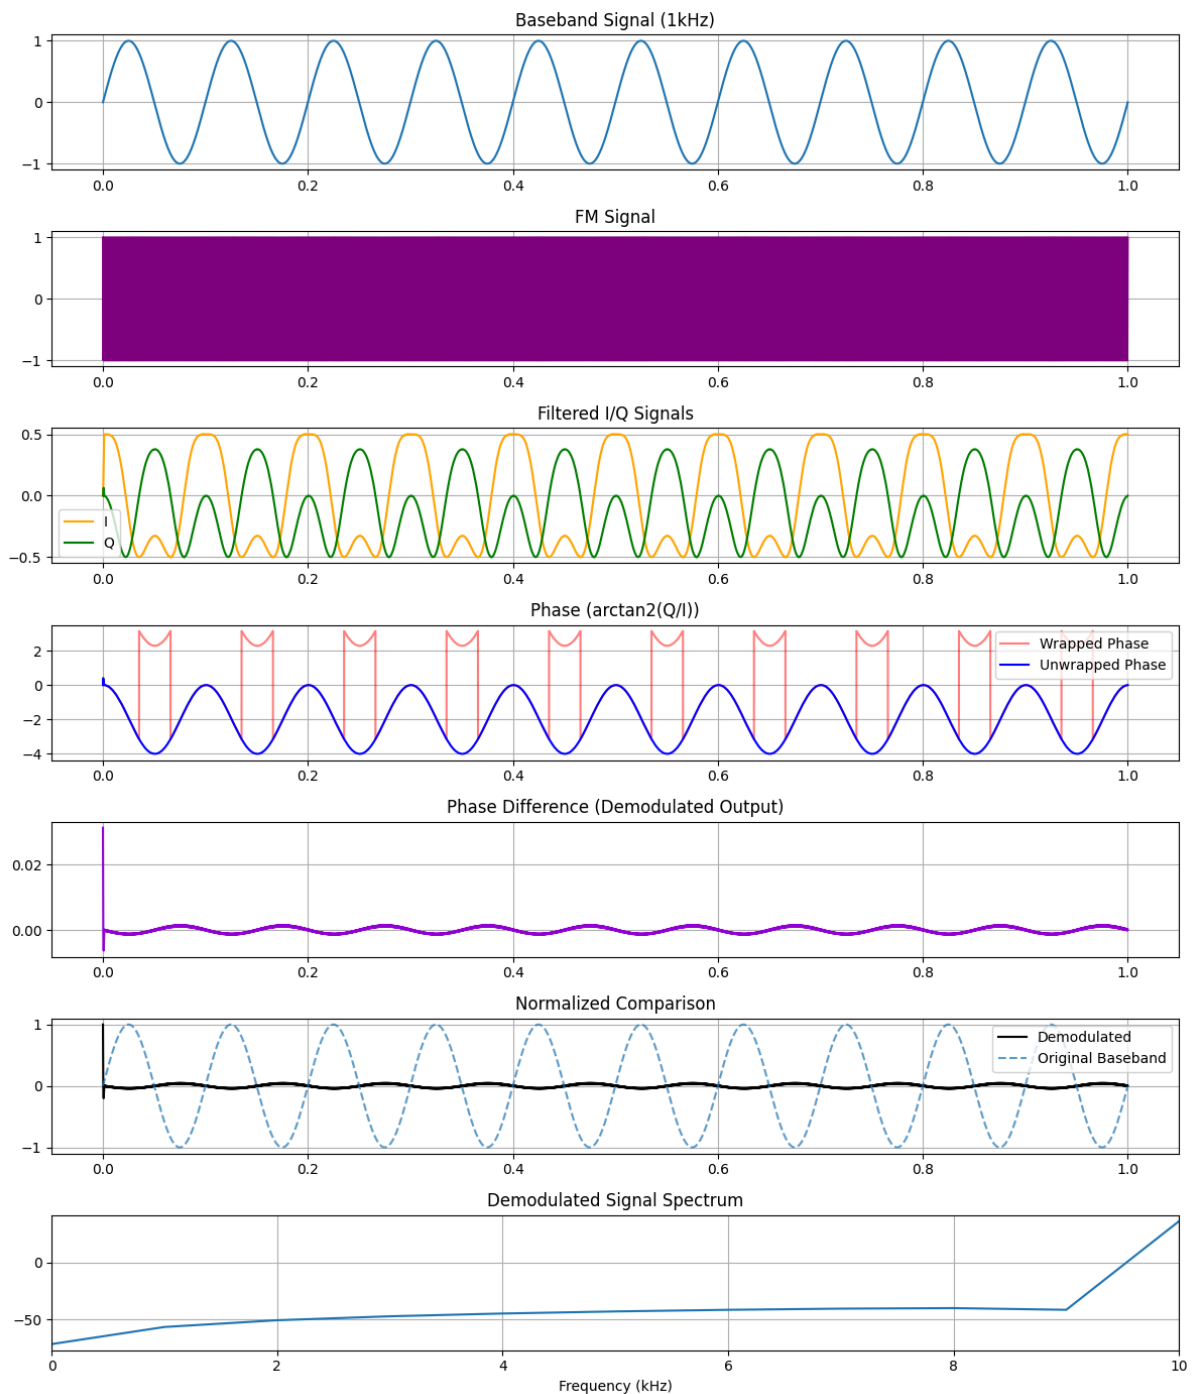 Baseband Signal (1kHz)
1
0
−1
0.0 0.2 0.4 0.6 0.8 1.0
FM Signal
1
0
−1
0.0 0.2 0.4 0.6 0.8 1.0
Filtered I/Q Signals
0.5
0.0
−0.5
I
Q
0.0 0.2 0.4 0.6 0.8 1.0
Phase (arctan2(Q/I))
2
0
−2
−4
Wrapped Phase
Unwrapped Phase
0.0 0.2 0.4 0.6 0.8 1.0
Phase Difference (Demodulated Output)
0.02
0.00
0.0 0.2 0.4 0.6 0.8 1.0
Normalized Comparison
1
0
−1
Demodulated
Original Baseband
0.0 0.2 0.4 0.6 0.8 1.0
Demodulated Signal Spectrum
0
−50
0 2 4 6 8 10
Frequency (kHz)